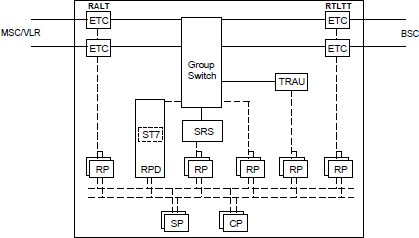 RALT
RTLTT
ETC
ETC
MSC/VLR
BSC
ETC
ETC
Group
Switch
TRAU
ST7
SRS
RP
RPD
RP
RP
RP
RP
SP
CP